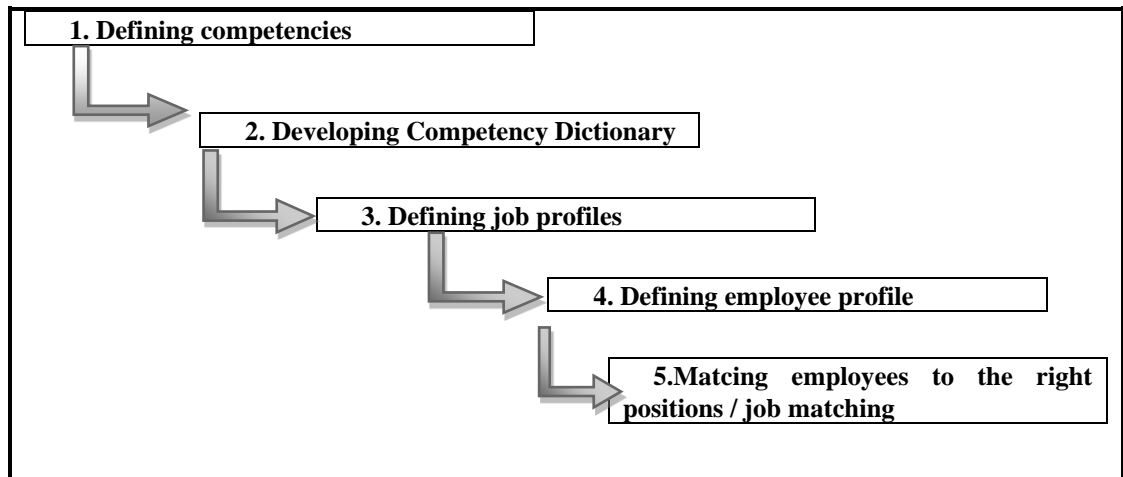 1. Defining competencies
2. Developing Competency Dictionary
3. Defining job profiles
4. Defining employee profile
5.Matcing employees to the right
positions / job matching